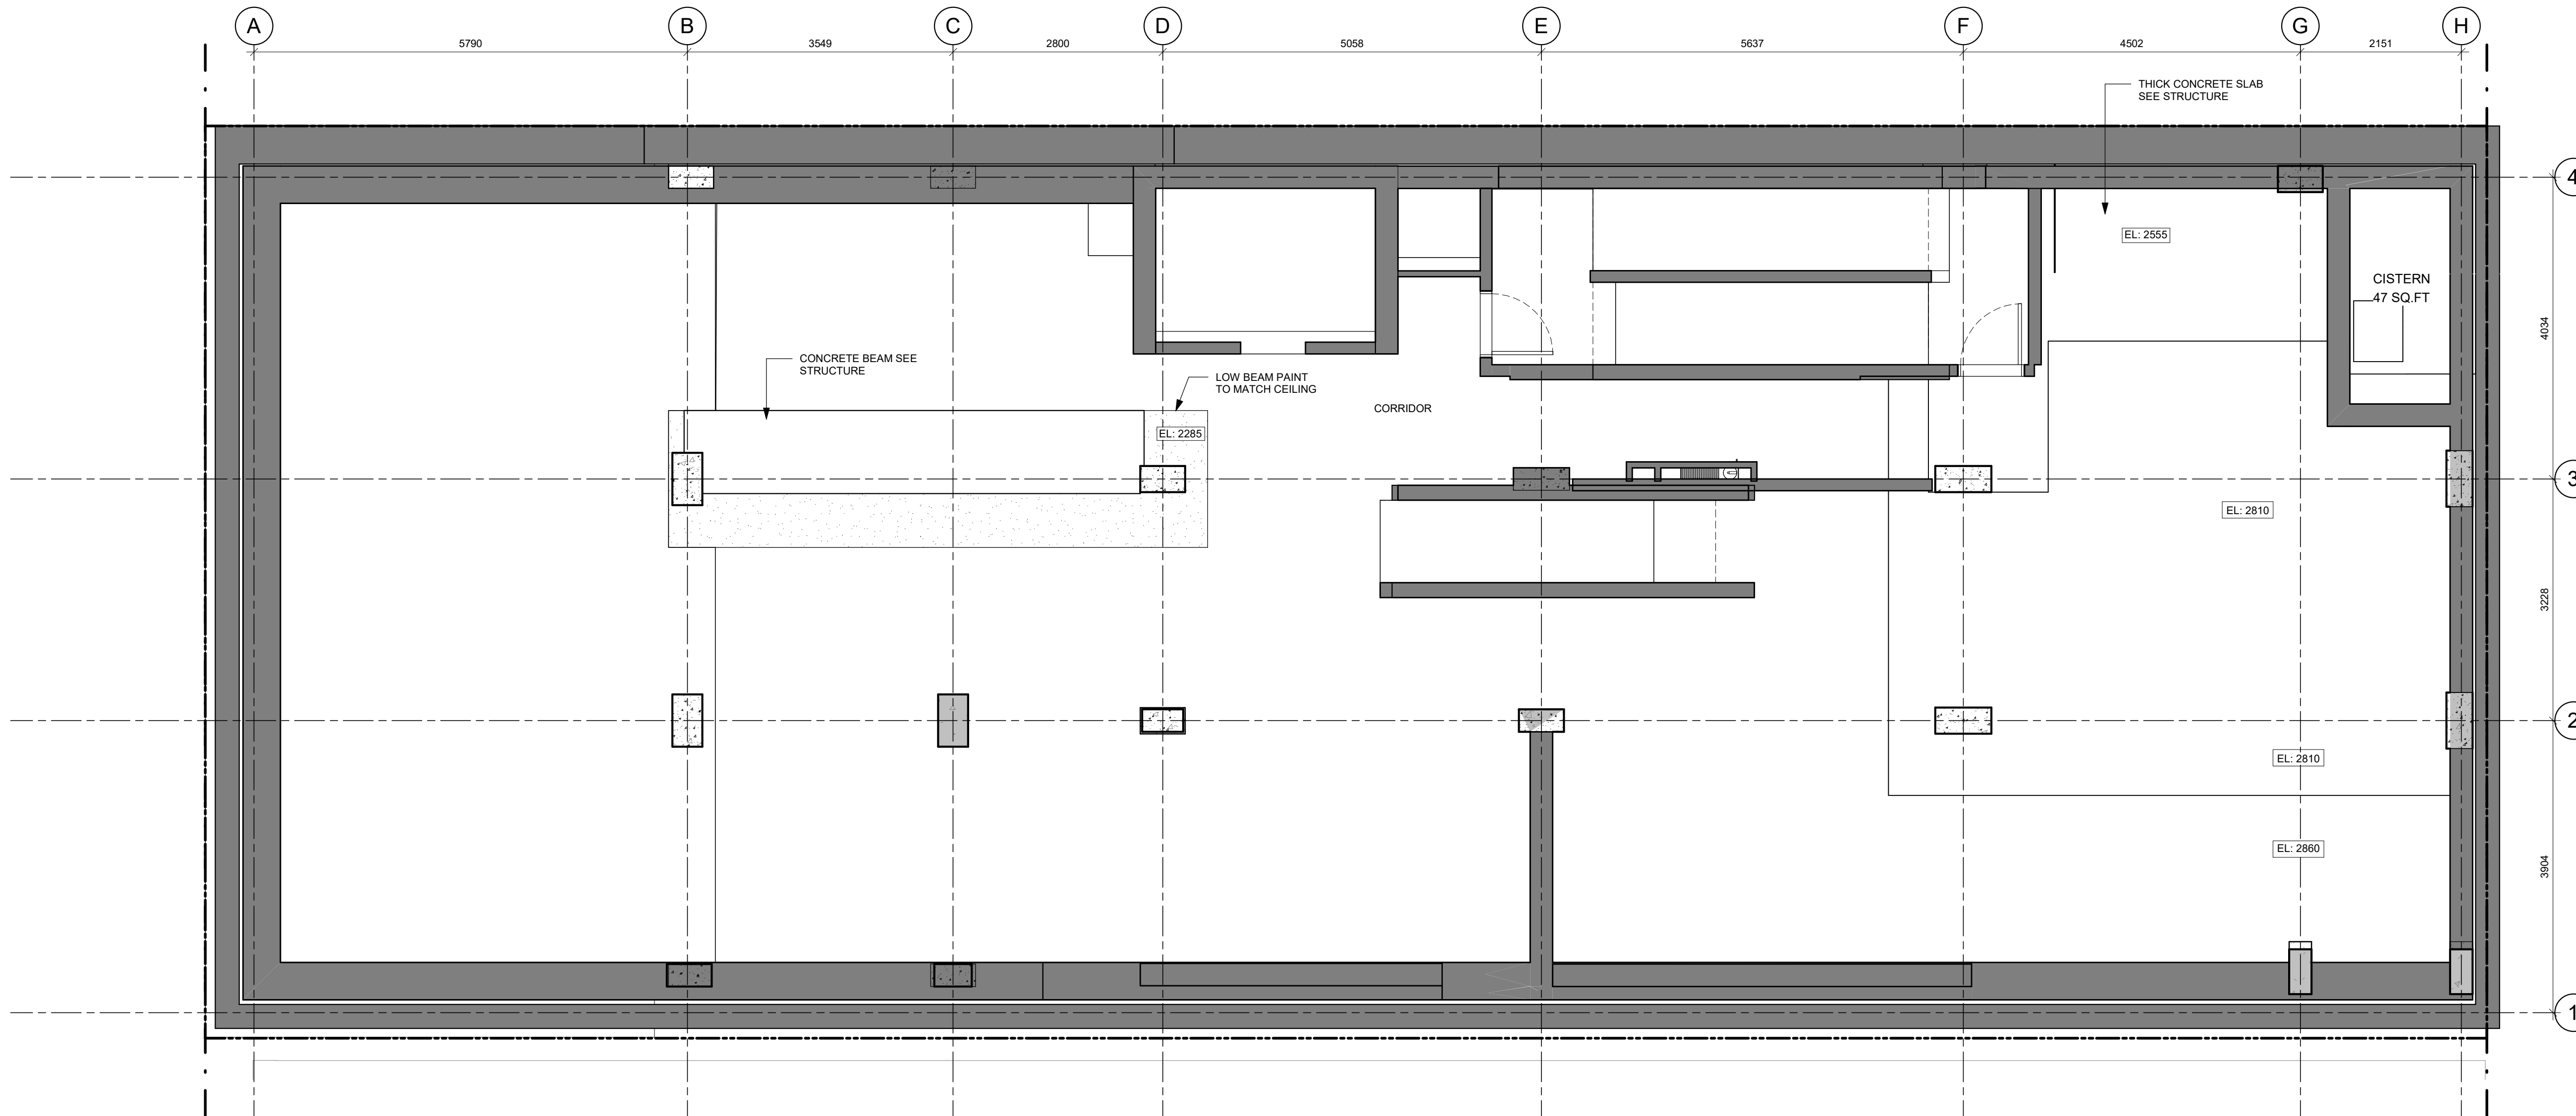 A
B
C
D
E
F
G
H
5790
3549
2800
5058
5637
4502
2151
THICK CONCRETE SLAB
SEE STRUCTURE
4
EL: 2555
CISTERN
47 SQ.FT
4034
CONCRETE BEAM SEE
STRUCTURE
LOW BEAM PAINT
TO MATCH CEILING
CORRIDOR
EL: 2285
3
EL: 2810
3228
2
EL: 2810
EL: 2860
3904
1